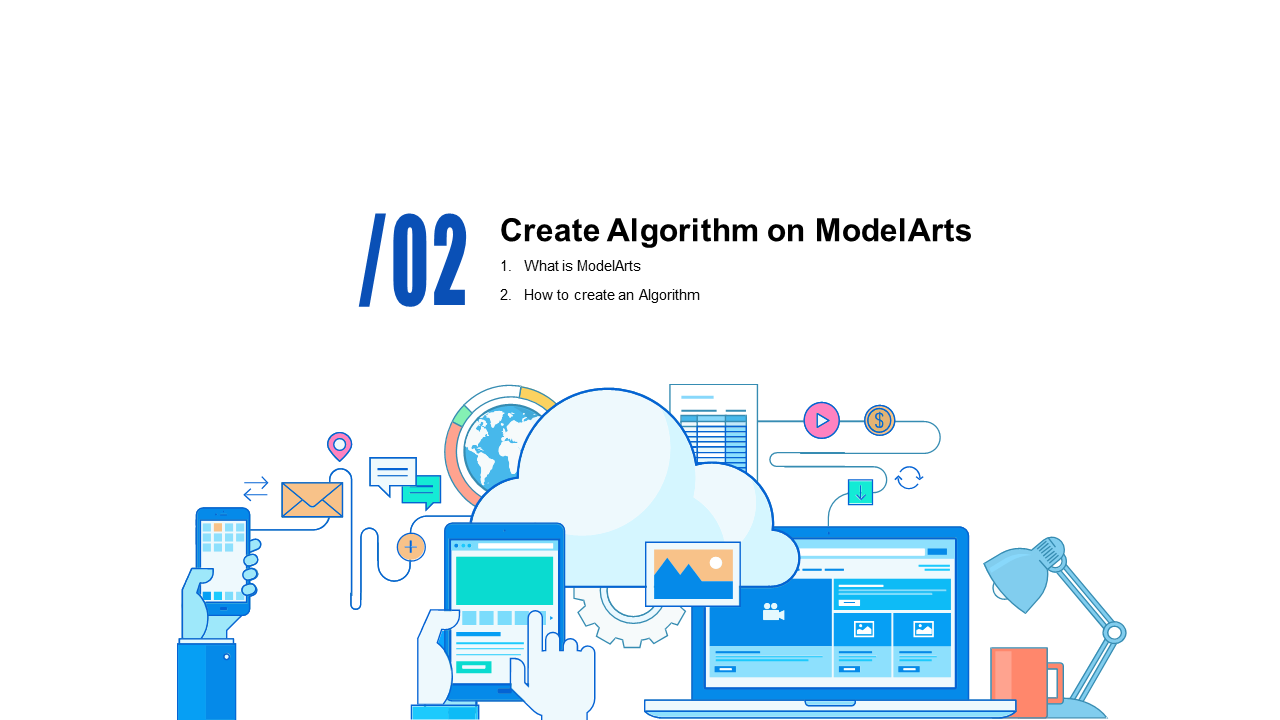 /02
Create Algorithm on ModelArts
1. What is ModelArts
2. How to create an Algorithm
$